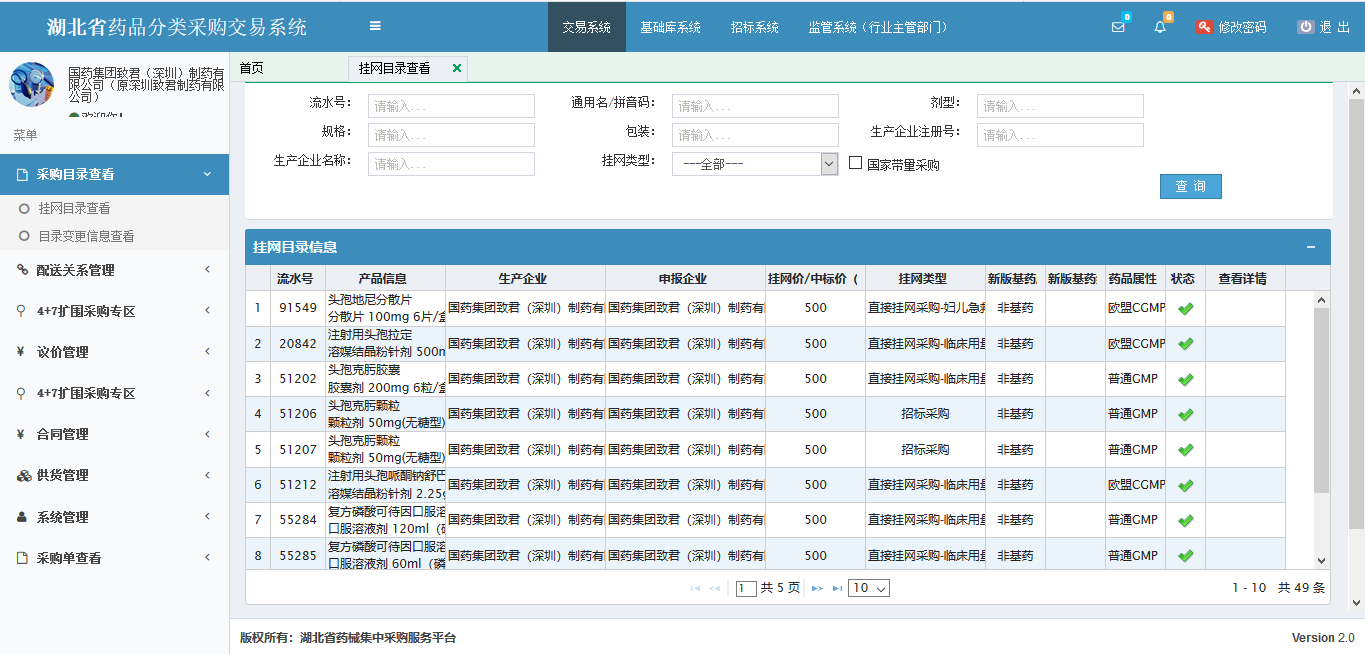 湖北省药品分类采购交易系统
交易系统 基础库系统 招标系统 监管系统（行业主管部门） 0 0 修改密码 退 出
国药集团致君（深圳）制药有
限公司（原深圳致君制药有限
公司）
菜单
采购目录查看
挂网目录查看
目录变更信息查看
配送关系管理
4+7扩围采购专区
议价管理
4+7扩围采购专区
合同管理
供货管理
系统管理
采购单查看
首页 挂网目录查看
流水号： 请输入... 通用名/拼音码： 请输入... 剂型： 请输入...
规格： 请输入... 包装： 请输入... 生产企业注册号： 请输入...
生产企业名称： 请输入... 挂网类型： ---全部--- 国家带量采购
查 询
挂网目录信息
流水号 产品信息 生产企业 申报企业 挂网价/中标价（ 挂网类型 新版基药 新版基药 药品属性 状态 查看详情
1 91549 头孢地尼分散片 分散片 100mg 6片/盒 国药集团致君（深圳）制药有 国药集团致君（深圳）制药有 500 直接挂网采购-妇儿急救 非基药 欧盟CGMP
2 20842 注射用头孢拉定 溶媒结晶粉针剂 500m 国药集团致君（深圳）制药有 国药集团致君（深圳）制药有 500 直接挂网采购-临床用量 非基药 欧盟CGMP
3 51202 头孢克肟胶囊 胶囊剂 200mg 6粒/盒 国药集团致君（深圳）制药有 国药集团致君（深圳）制药有 500 直接挂网采购-临床用量 非基药 普通GMP
4 51206 头孢克肟颗粒 颗粒剂 50mg(无糖型) 国药集团致君（深圳）制药有 国药集团致君（深圳）制药有 500 招标采购 非基药 普通GMP
5 51207 头孢克肟颗粒 颗粒剂 50mg(无糖型) 国药集团致君（深圳）制药有 国药集团致君（深圳）制药有 500 招标采购 非基药 普通GMP
6 51212 注射用头孢哌酮钠舒巴 溶媒结晶粉针剂 2.25g 国药集团致君（深圳）制药有 国药集团致君（深圳）制药有 500 直接挂网采购-临床用量 非基药 欧盟CGMP
7 55284 复方磷酸可待因口服溶 口服溶液剂 120ml（磷 国药集团致君（深圳）制药有 国药集团致君（深圳）制药有 500 直接挂网采购-临床用量 非基药 普通GMP
8 55285 复方磷酸可待因口服溶 口服溶液剂 60ml（磷 国药集团致君（深圳）制药有 国药集团致君（深圳）制药有 500 直接挂网采购-临床用量 非基药 普通GMP
1 共 5 页 10 1 - 10 共 49 条
版权所有：湖北省药械集中采购服务平台 Version 2.0